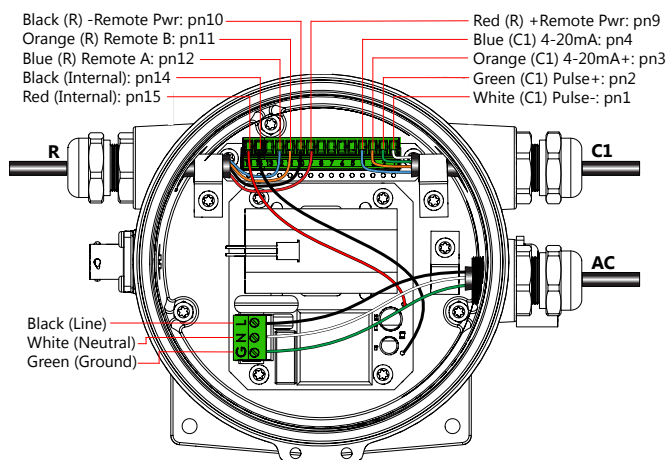 Black (R) -Remote Pwr: pn10
Orange (R) Remote B: pn11
Blue (R) Remote A: pn12
Black (Internal): pn14
Red (Internal): pn15
Red (R) +Remote Pwr: pn9
Blue (C1) 4-20mA: pn4
Orange (C1) 4-20mA+: pn3
Green (C1) Pulse+: pn2
White (C1) Pulse-: pn1
R
C1
AC
Black (Line)
White (Neutral)
Green (Ground)
G N L